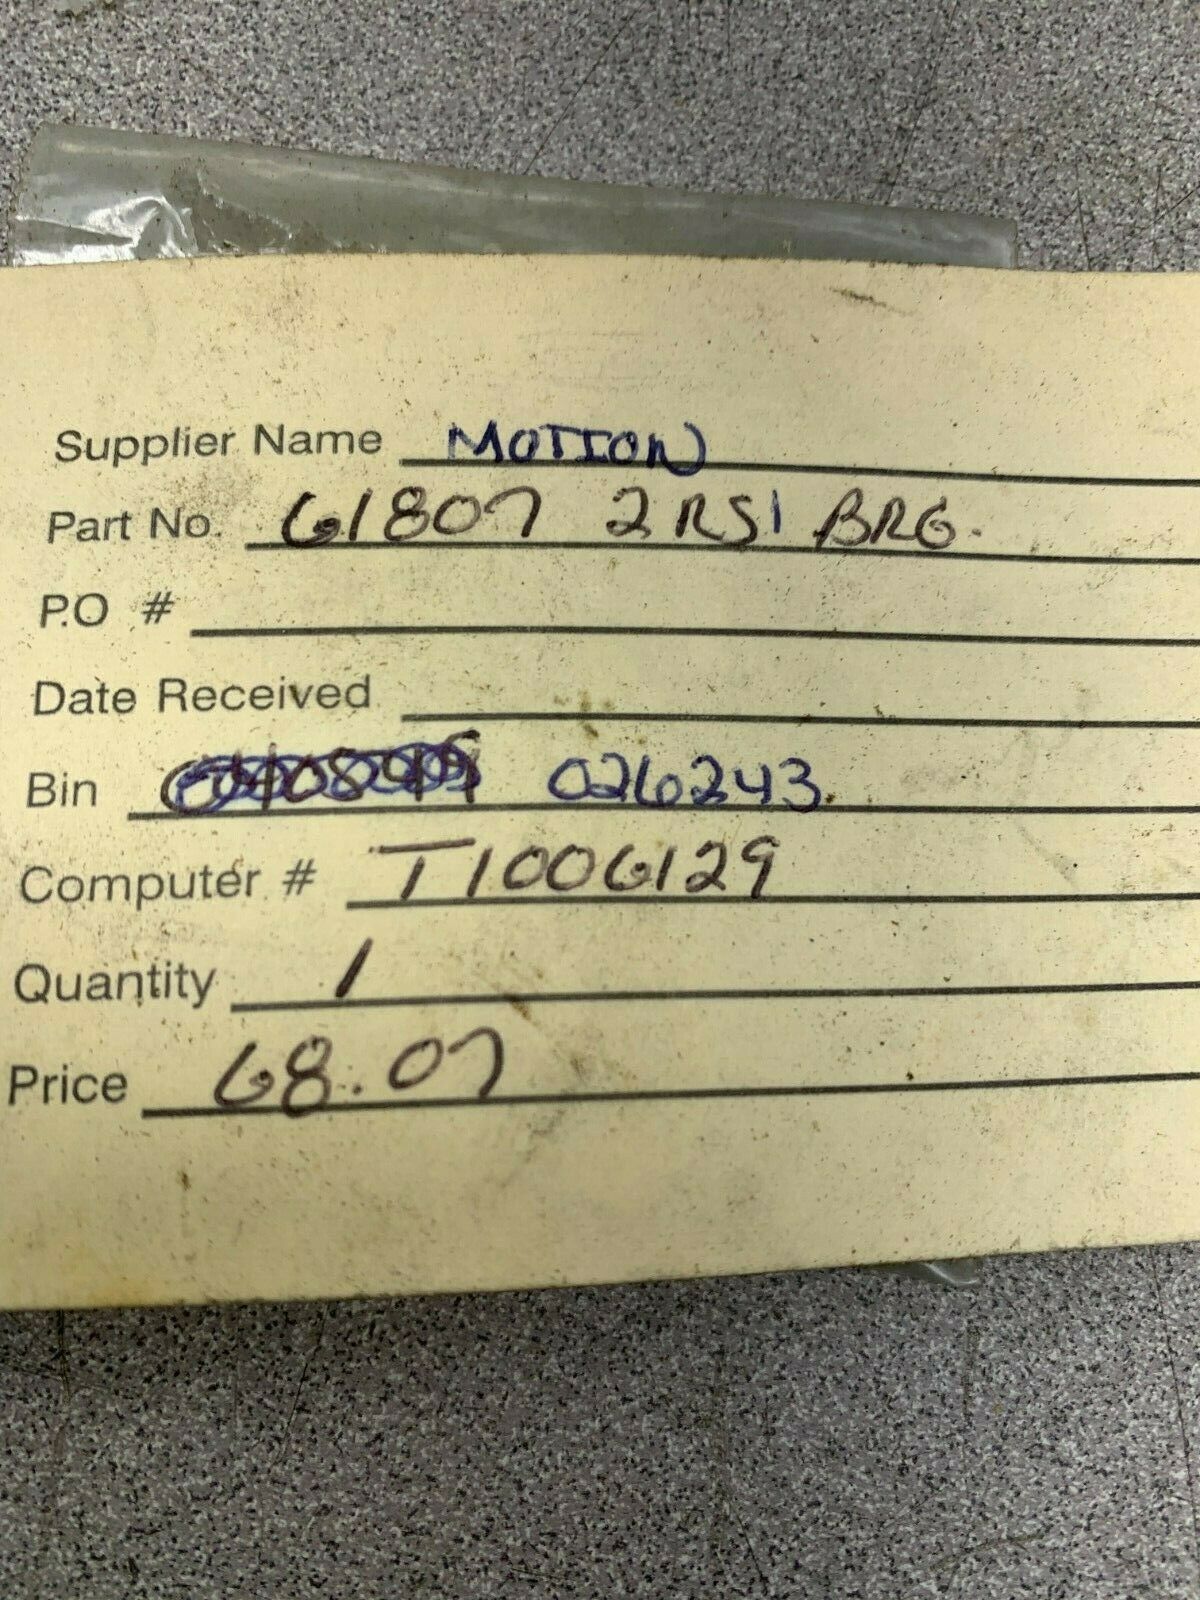 Supplier Name MOTION
Part No. 61807 2RS1 BRG.
P.O #
Date Received
Bin 026243
Computer # T1006129
Quantity 1
Price 68.07